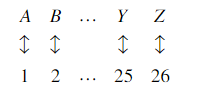 A B ... Y Z
↕ ↕ ↕ ↕
1 2 ... 25 26